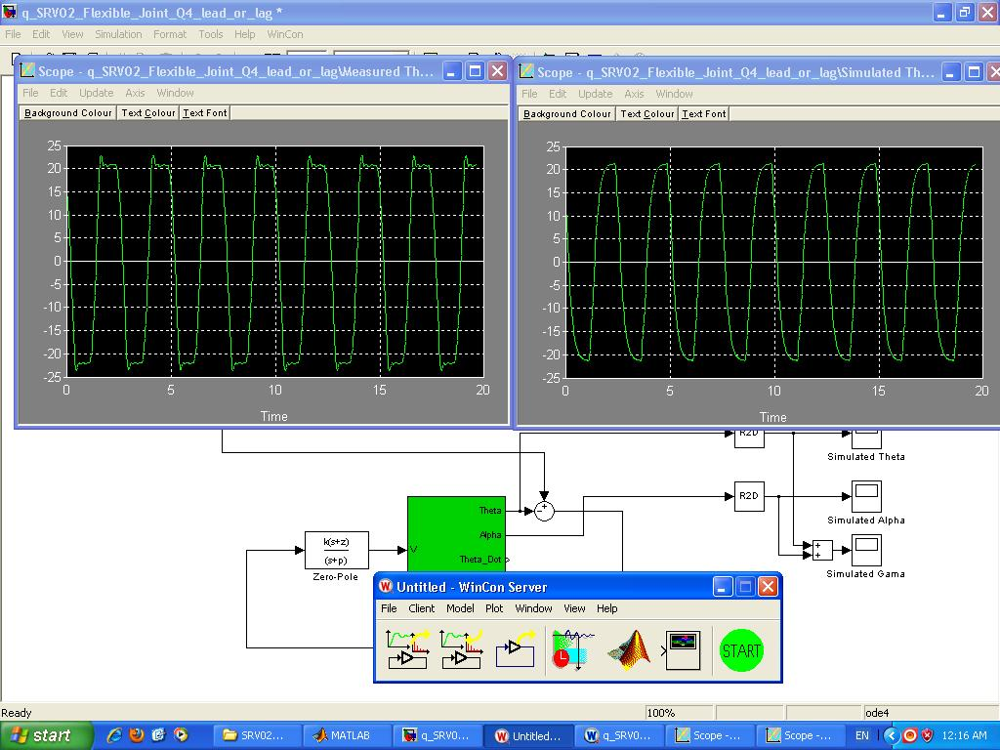 q_SRV02_Flexible_Joint_Q4_lead_or_lag *
File Edit View Simulation Format Tools Help WinCon
Scope - q_SRV02_Flexible_Joint_Q4_lead_or_lag\Measured Th...
File Edit Update Axis Window
Background Colour Text Colour Text Font
25
20
15
10
5
0
-5
-10
-15
-20
-25
0 5 10 15 20
Time
Scope - q_SRV02_Flexible_Joint_Q4_lead_or_lag\Simulated Th...
File Edit Update Axis Window
Background Colour Text Colour Text Font
25
20
15
10
5
0
-5
-10
-15
-20
-25
0 5 10 15 20
Time
R2D
Simulated Theta
Theta
R2D
Simulated Alpha
Alpha
k(s+z)
(s+p)
V
Theta_Dot
Zero-Pole
Simulated Gama
Untitled - WinCon Server
File Client Model Plot Window View Help
START
Ready 100% ode4
start SRV02... MATLAB q_SRV0... Untitled... q_SRV0... Scope -... Scope -... EN 12:16 AM